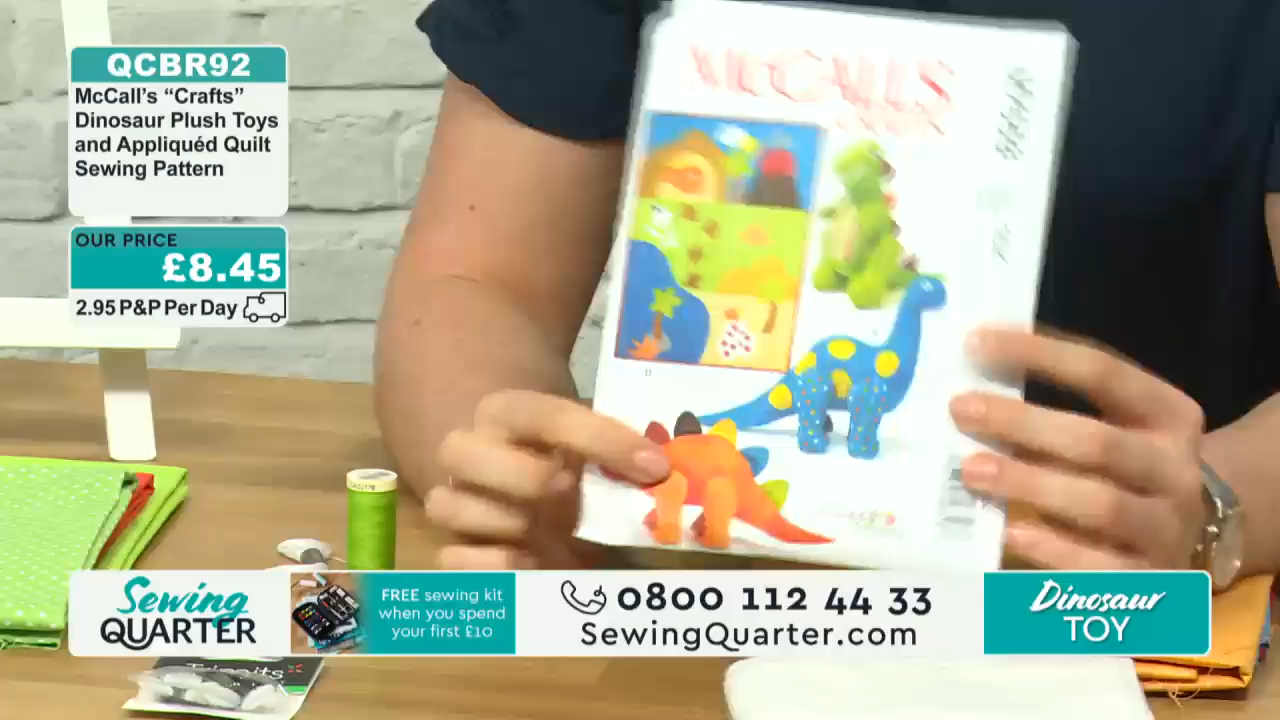 QCBR92
McCall's "Crafts"
Dinosaur Plush Toys
and Appliquéd Quilt
Sewing Pattern
OUR PRICE
£8.45
2.95 P&P Per Day
McCALLS
Sewing
QUARTER
FREE sewing kit
when you spend
your first £10
0800 112 44 33
SewingQuarter.com
Dinosaur
TOY
Trimits